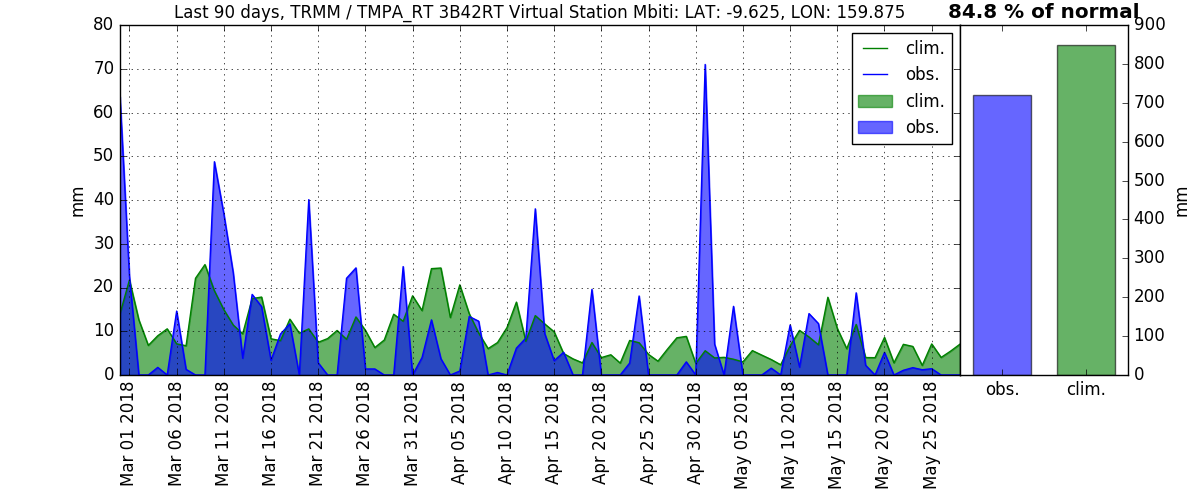 Last 90 days, TRMM / TMPA_RT 3B42RT Virtual Station Mbiti: LAT: -9.625, LON: 159.875
84.8 % of normal
80
70
60
50
40
30
20
10
0
mm
clim.
obs.
clim.
obs.
Mar 01 2018
Mar 06 2018
Mar 11 2018
Mar 16 2018
Mar 21 2018
Mar 26 2018
Mar 31 2018
Apr 05 2018
Apr 10 2018
Apr 15 2018
Apr 20 2018
Apr 25 2018
Apr 30 2018
May 05 2018
May 10 2018
May 15 2018
May 20 2018
May 25 2018
900
800
700
600
500
400
300
200
100
0
mm
obs.
clim.